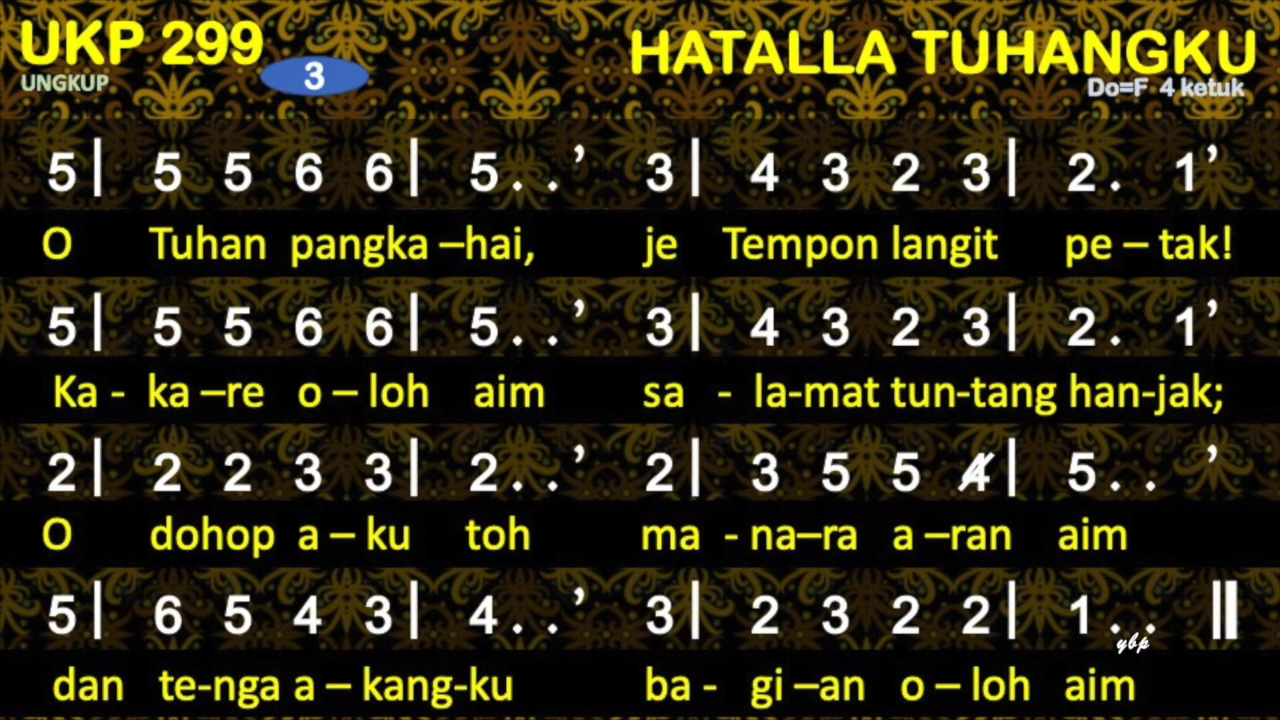 UKP 299
UNGKUP
3
HATALLA TUHANGKU
Do=F 4 ketuk
5| 5 5 6 6| 5 . . ’ 3| 4 3 2 3| 2 . 1’
O Tuhan pangka –hai, je Tempon langit pe – tak!
5| 5 5 6 6| 5 . . ’ 3| 4 3 2 3| 2 . 1’
Ka - ka –re o – loh aim sa - la-mat tun-tang han-jak;
2| 2 2 3 3| 2 . . ’ 2| 3 5 5 4̸| 5 . . ’
O dohop a – ku toh ma - na–ra a –ran aim
5| 6 5 4 3| 4 . . ’ 3| 2 3 2 2| 1 . . ||
ybp
dan te-nga a – kang-ku ba - gi –an o – loh aim